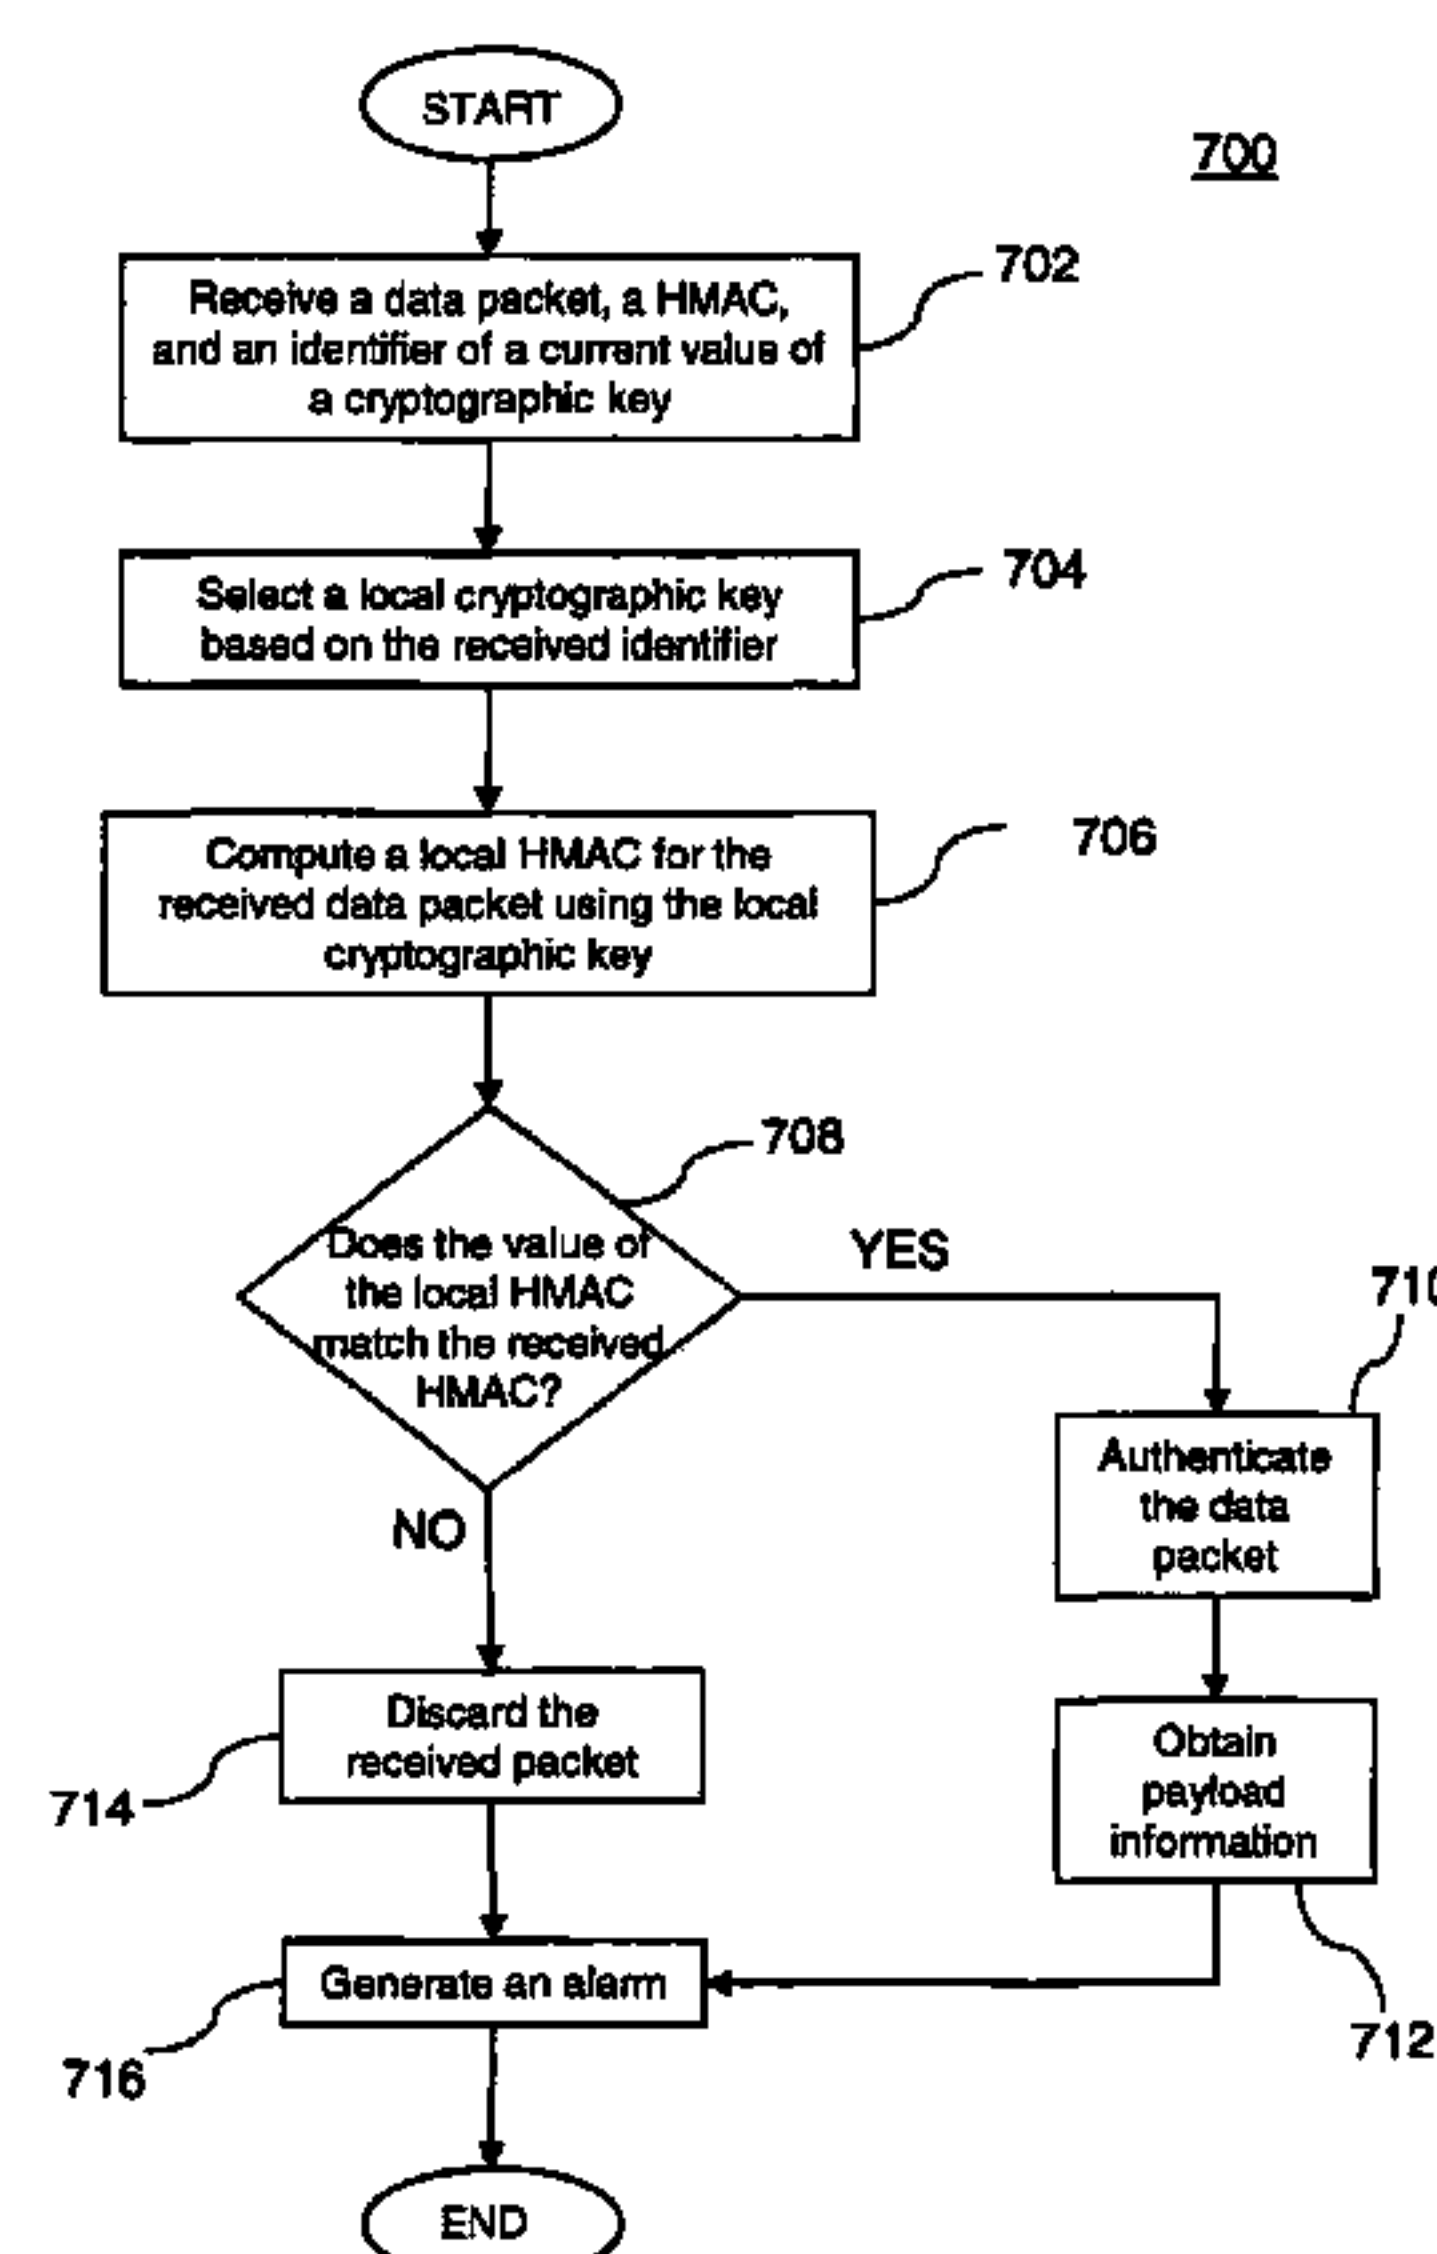 START
700
702
Receive a data packet, a HMAC,
and an identifier of a current value of
a cryptographic key
704
Select a local cryptographic key
based on the received identifier
706
Compute a local HMAC for the
received data packet using the local
cryptographic key
708
Does the value of
the local HMAC
match the received
HMAC?
YES
710
Authenticate
the data
packet
NO
Discard the
received packet
714
Obtain
payload
information
712
Generate an alarm
716
END